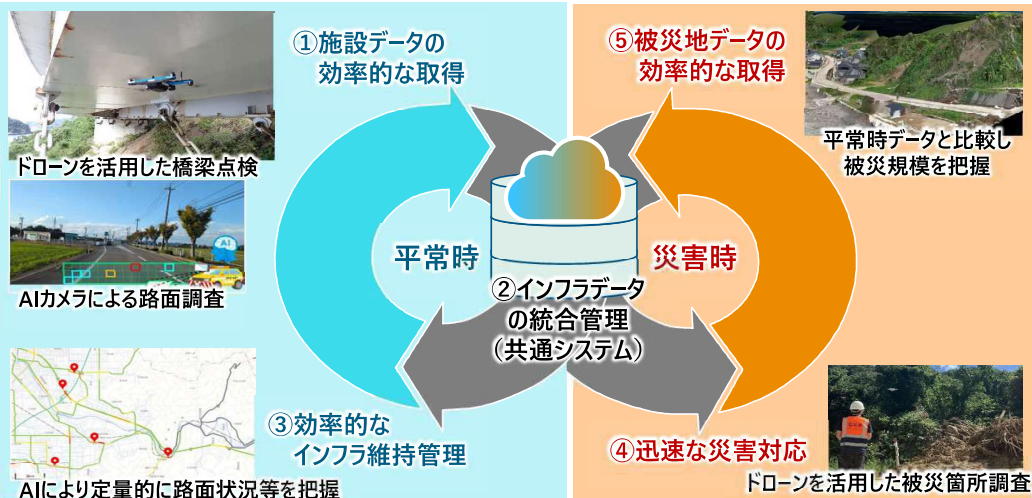 ①施設データの
効率的な取得
ドローンを活用した橋梁点検
AI
AIカメラによる路面調査
平常時
③効率的な
インフラ維持管理
AIにより定量的に路面状況等を把握
②インフラデータ
の統合管理
(共通システム)
⑤被災地データの
効率的な取得
平常時データと比較し
被災規模を把握
災害時
④迅速な災害対応
ドローンを活用した被災箇所調査